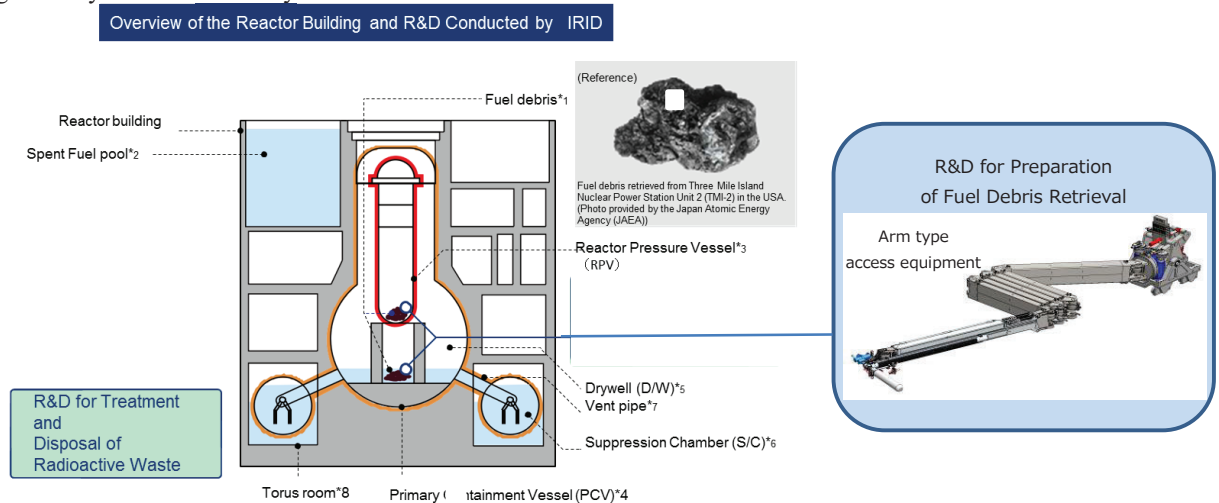 Overview of the Reactor Building and R&D Conducted by IRID
Fuel debris*1
(Reference)
Fuel debris retrieved from Three Mile Island
Nuclear Power Station Unit 2 (TMI-2) in the USA.
(Photo provided by the Japan Atomic Energy
Agency (JAEA))
Reactor building
Spent Fuel pool*2
Reactor Pressure Vessel*3
(RPV)
R&D for Preparation
of Fuel Debris Retrieval
Arm type
access equipment
Drywell (D/W)*5
Vent pipe*7
Suppression Chamber (S/C)*6
R&D for Treatment
and
Disposal of
Radioactive Waste
Torus room*8
Primary C ntainment Vessel (PCV)*4